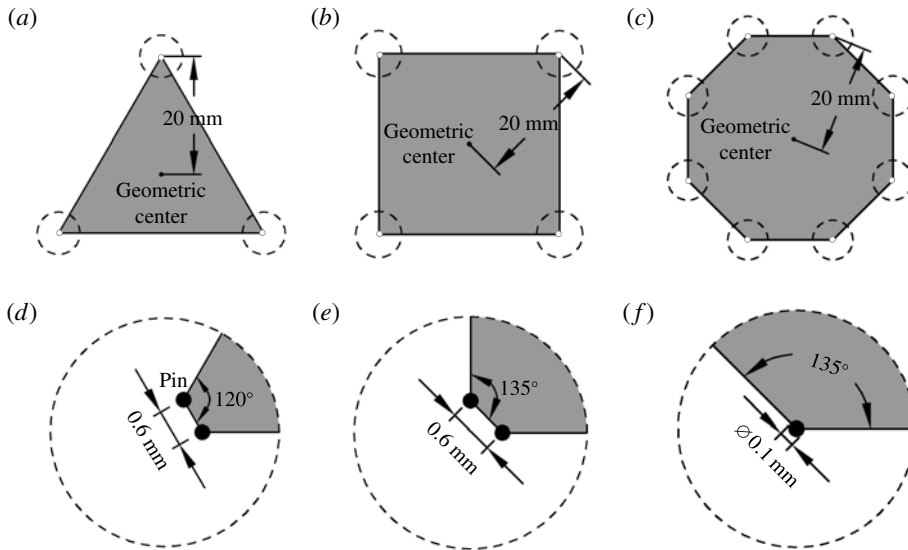 (a)
(b)
(c)
20 mm
Geometric
center
Geometric
center
20 mm
Geometric
center
20 mm
(d)
(e)
(f)
Pin
120°
0.6 mm
135°
0.6 mm
135°
∅0.1 mm